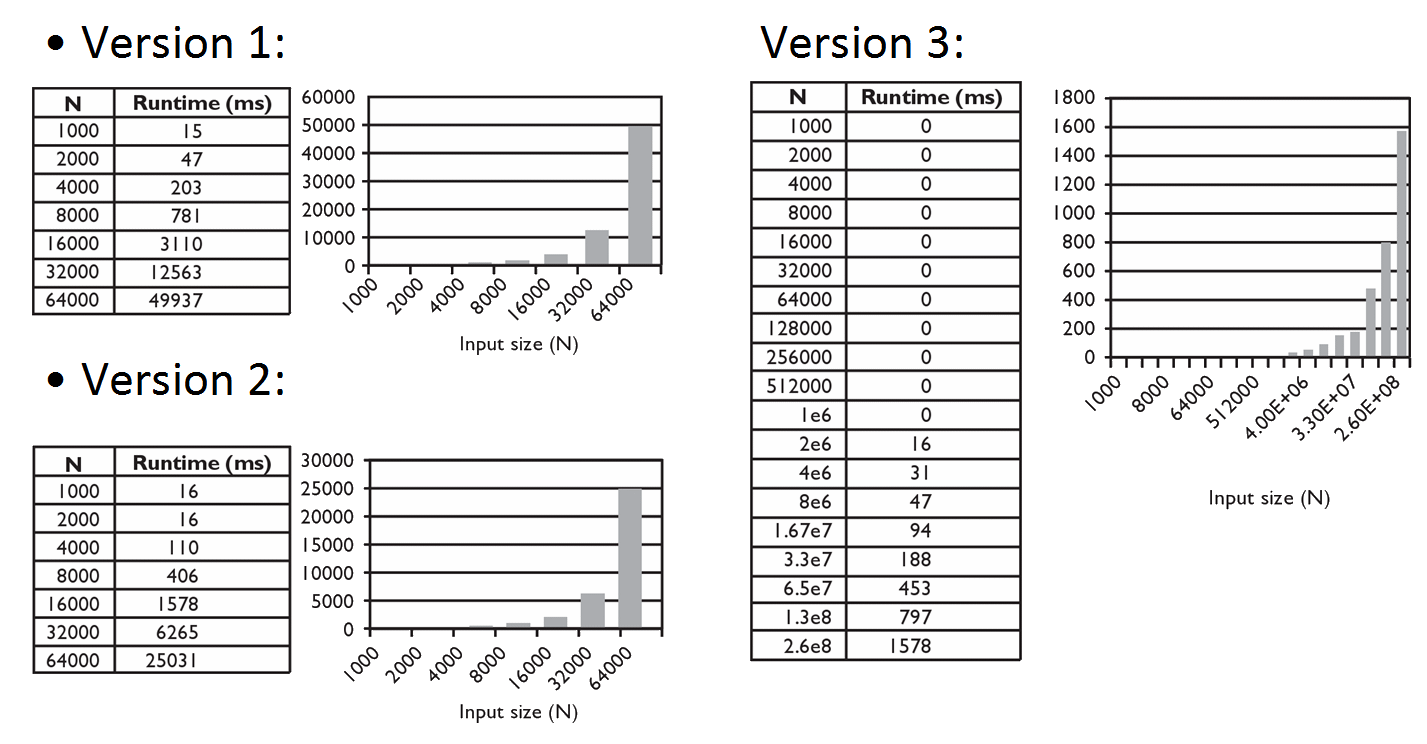 • Version 1:
N Runtime (ms)
1000 15
2000 47
4000 203
8000 781
16000 3110
32000 12563
64000 49937
60000
50000
40000
30000
20000
10000
0
1000 2000 4000 8000 16000 32000 64000
Input size (N)
• Version 2:
N Runtime (ms)
1000 16
2000 16
4000 110
8000 406
16000 1578
32000 6265
64000 25031
30000
25000
20000
15000
10000
5000
0
1000 2000 4000 8000 16000 32000 64000
Input size (N)
Version 3:
N Runtime (ms)
1000 0
2000 0
4000 0
8000 0
16000 0
32000 0
64000 0
128000 0
256000 0
512000 0
1e6 0
2e6 16
4e6 31
8e6 47
1.67e7 94
3.3e7 188
6.5e7 453
1.3e8 797
2.6e8 1578
1800
1600
1400
1200
1000
800
600
400
200
0
1000 8000 64000 512000 4.00E+06 3.30E+07 2.60E+08
Input size (N)